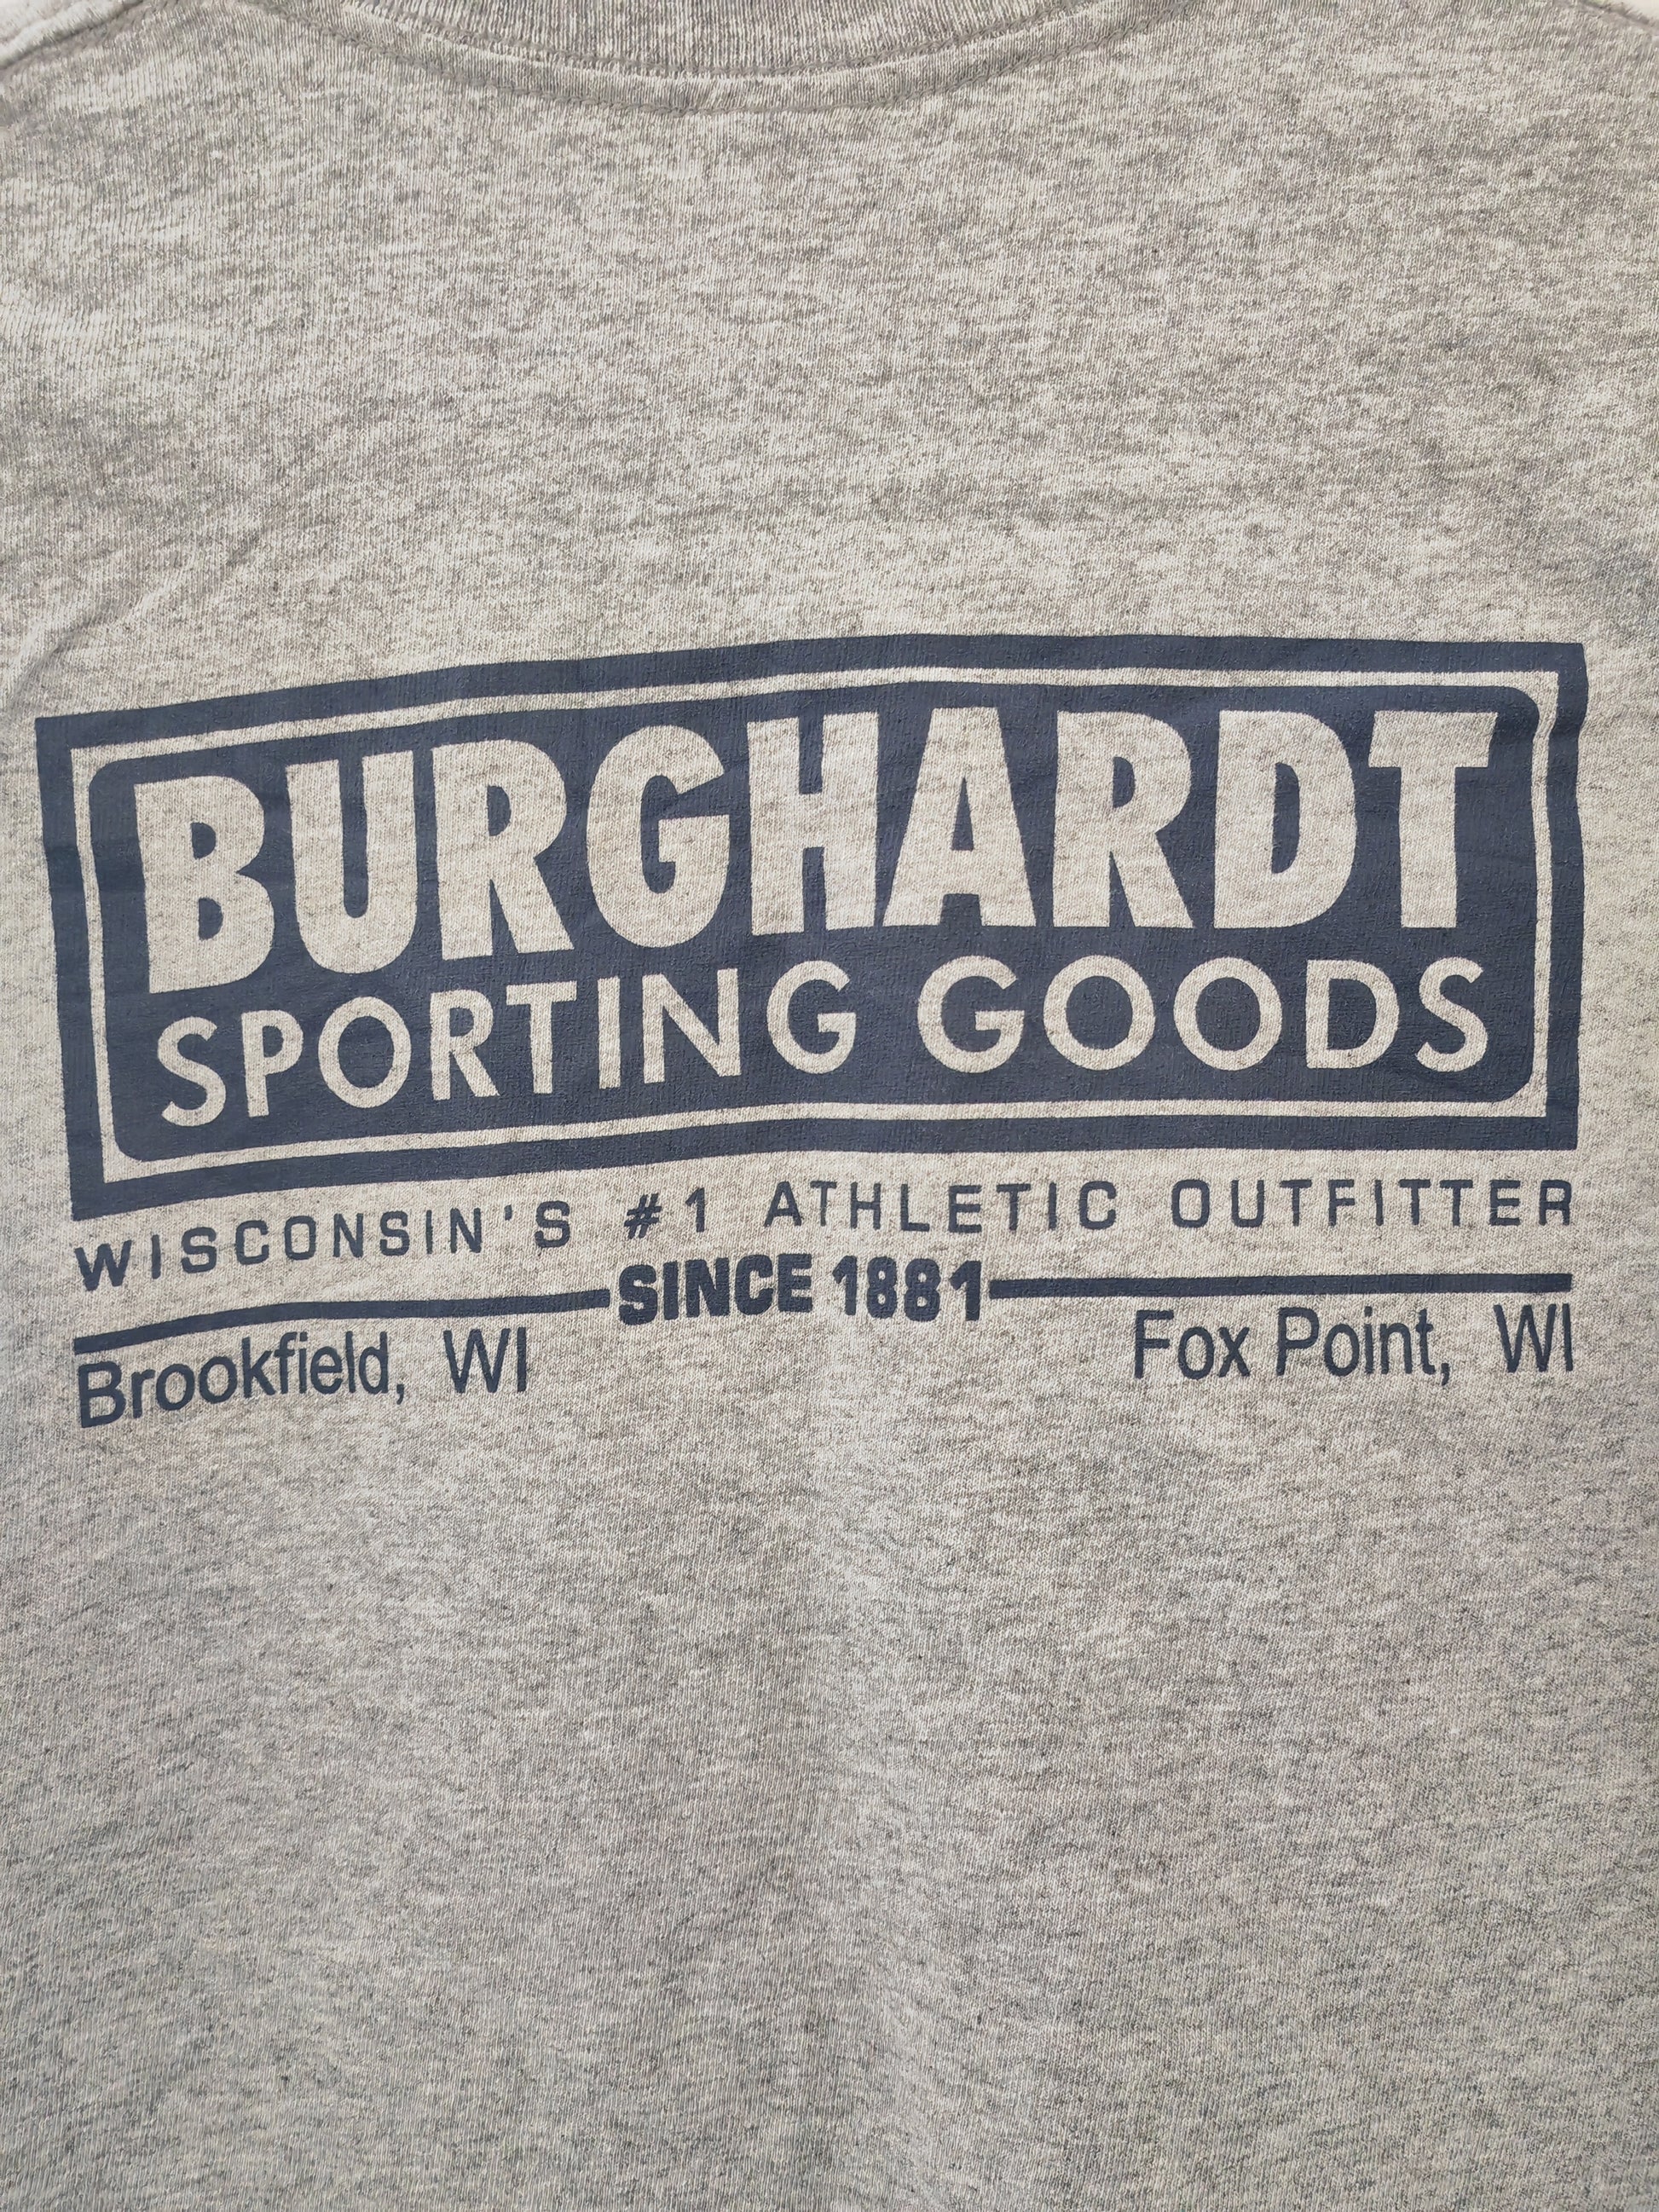 BURGHARDT
SPORTING GOODS
WISCONSIN'S #1 ATHLETIC OUTFITTER
SINCE 1881
Brookfield, WI Fox Point, WI